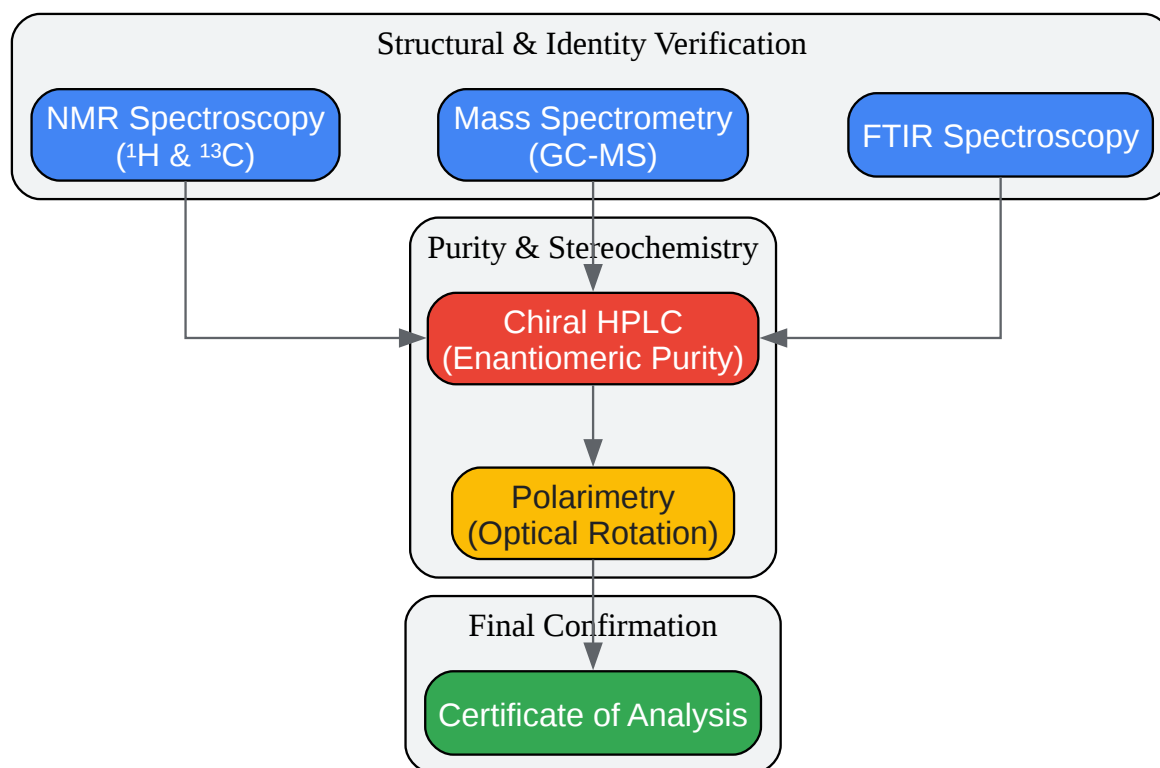 Structural & Identity Verification
NMR Spectroscopy
(¹H & ¹³C)
Mass Spectrometry
(GC-MS)
FTIR Spectroscopy
Purity & Stereochemistry
Chiral HPLC
(Enantiomeric Purity)
Polarimetry
(Optical Rotation)
Final Confirmation
Certificate of Analysis